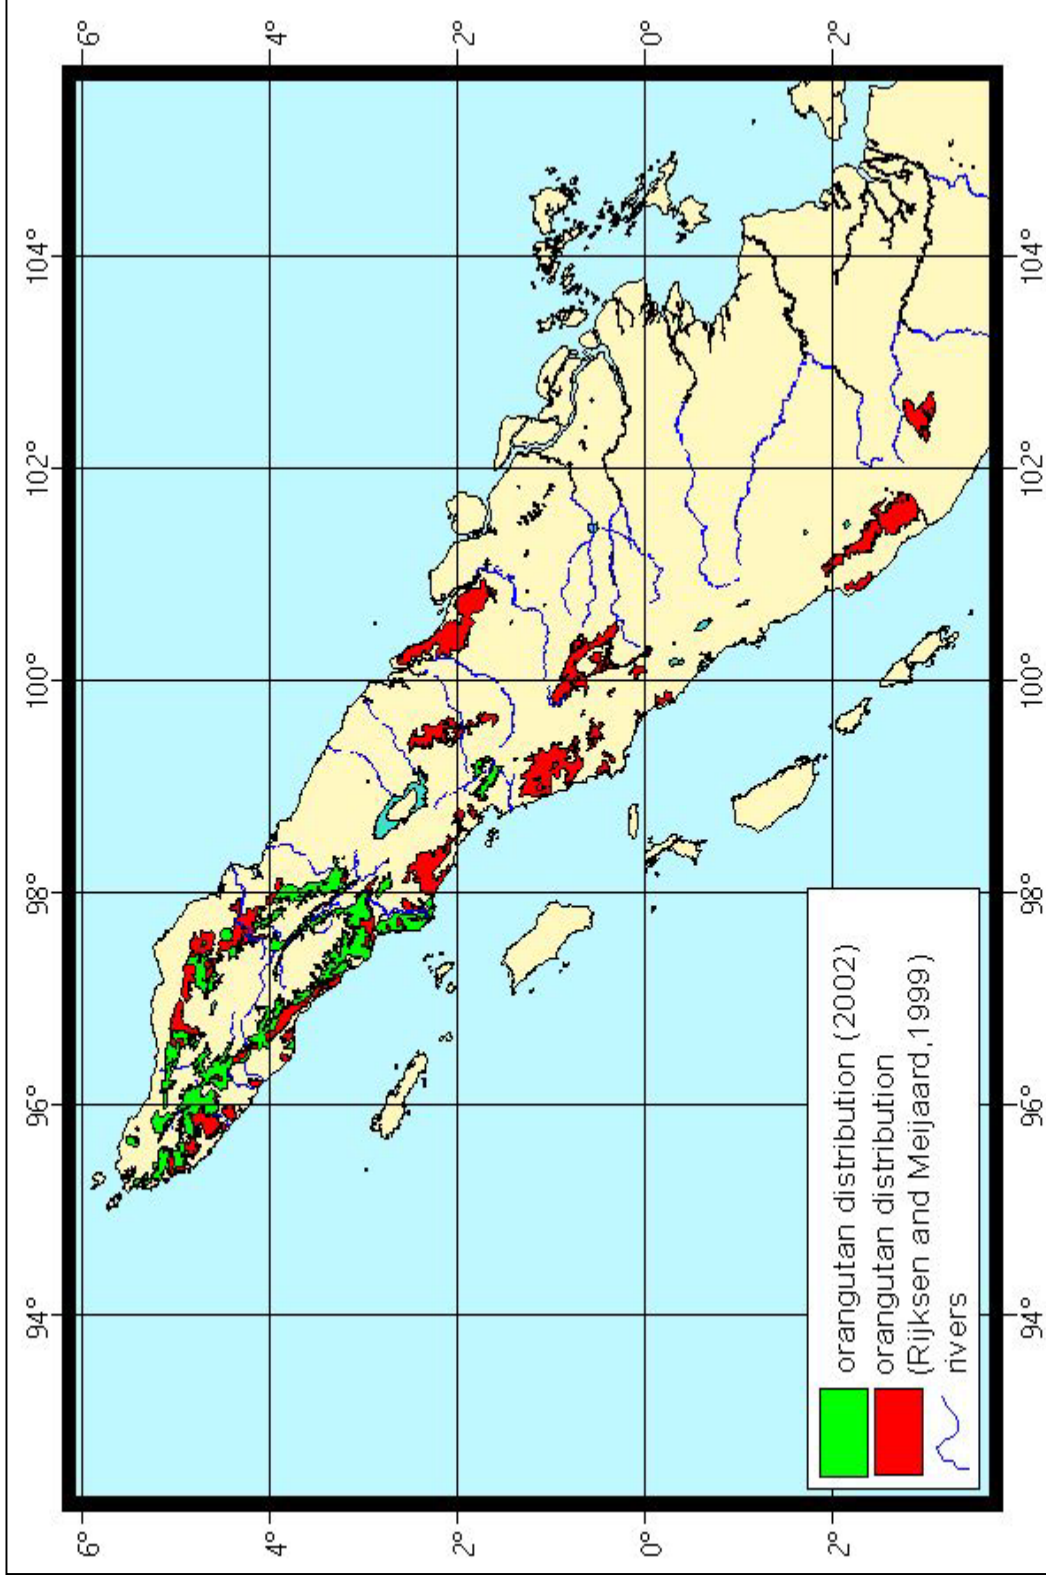 94° 96° 98° 100° 102° 104°
6° 6°
4° 4°
2° 2°
0° 0°
2° 2°
orangutan distribution (2002)
orangutan distribution
(Rijksen and Meijaard,1999)
rivers
94° 96° 98° 100° 102° 104°